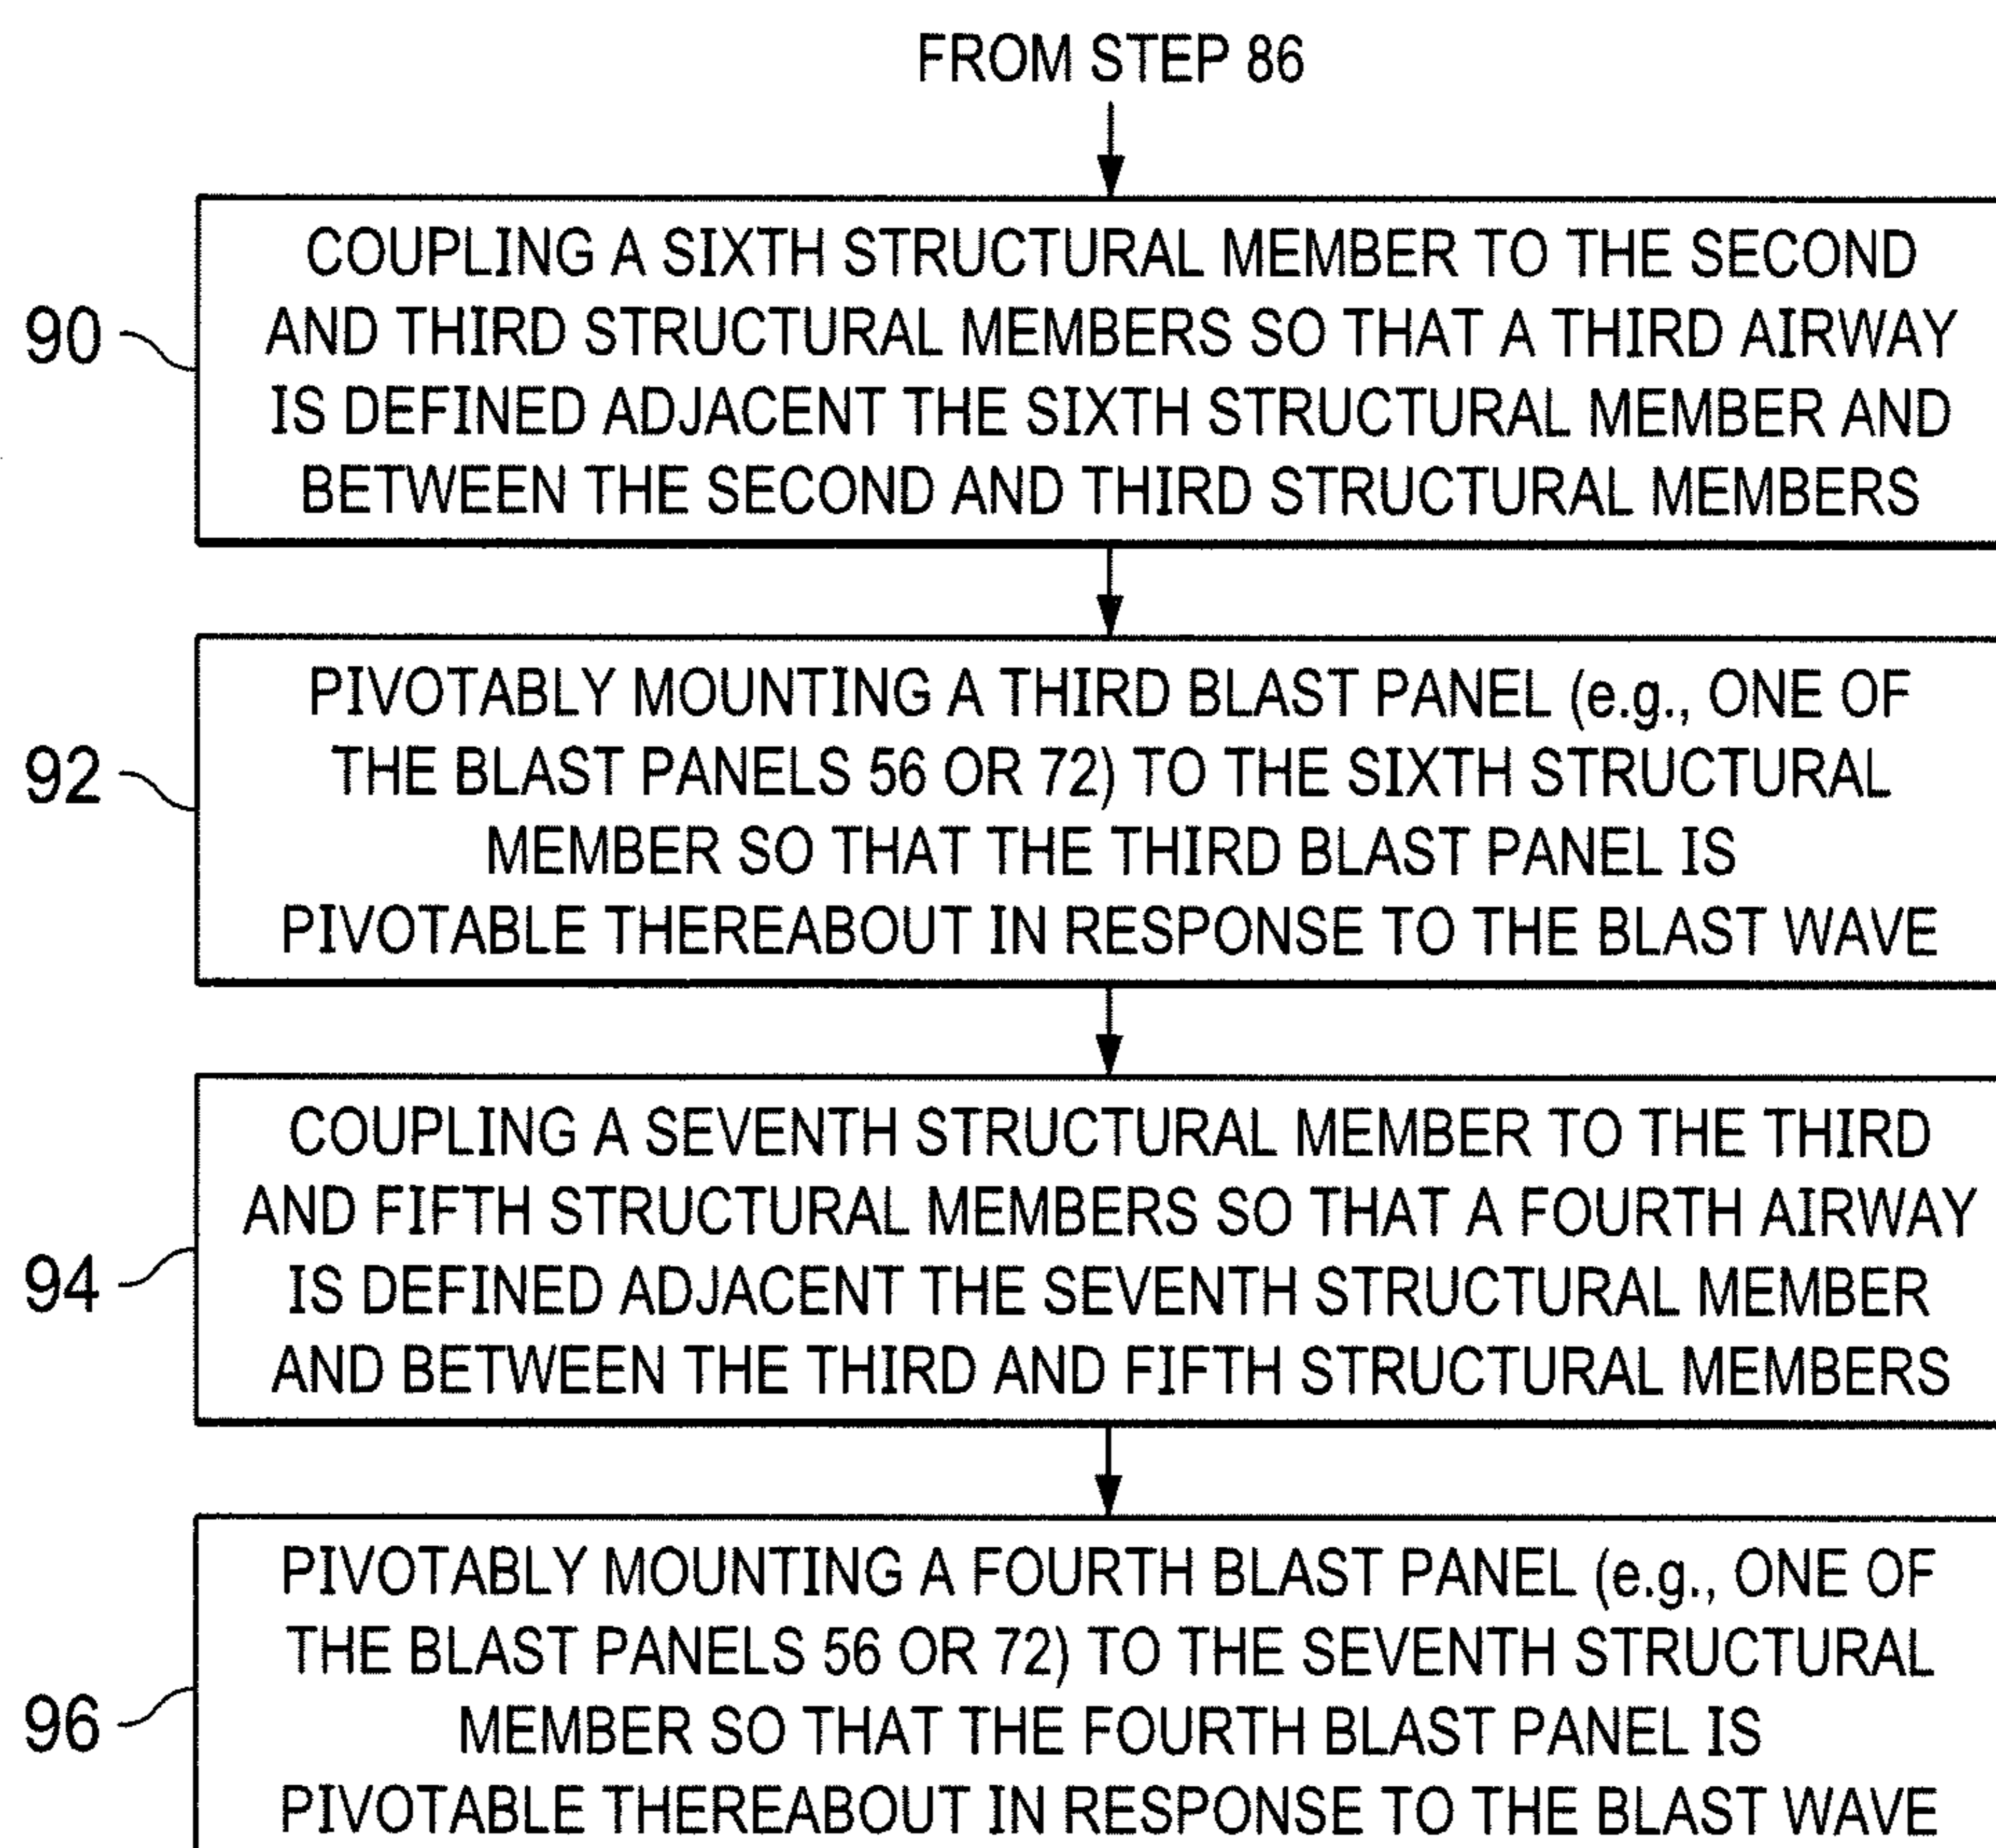 FROM STEP 86
COUPLING A SIXTH STRUCTURAL MEMBER TO THE SECOND
AND THIRD STRUCTURAL MEMBERS SO THAT A THIRD AIRWAY
IS DEFINED ADJACENT THE SIXTH STRUCTURAL MEMBER AND
BETWEEN THE SECOND AND THIRD STRUCTURAL MEMBERS
90
PIVOTABLY MOUNTING A THIRD BLAST PANEL (e.g., ONE OF
THE BLAST PANELS 56 OR 72) TO THE SIXTH STRUCTURAL
MEMBER SO THAT THE THIRD BLAST PANEL IS
PIVOTABLE THEREABOUT IN RESPONSE TO THE BLAST WAVE
92
COUPLING A SEVENTH STRUCTURAL MEMBER TO THE THIRD
AND FIFTH STRUCTURAL MEMBERS SO THAT A FOURTH AIRWAY
IS DEFINED ADJACENT THE SEVENTH STRUCTURAL MEMBER
AND BETWEEN THE THIRD AND FIFTH STRUCTURAL MEMBERS
94
PIVOTABLY MOUNTING A FOURTH BLAST PANEL (e.g., ONE OF
THE BLAST PANELS 56 OR 72) TO THE SEVENTH STRUCTURAL
MEMBER SO THAT THE FOURTH BLAST PANEL IS
PIVOTABLE THEREABOUT IN RESPONSE TO THE BLAST WAVE
96